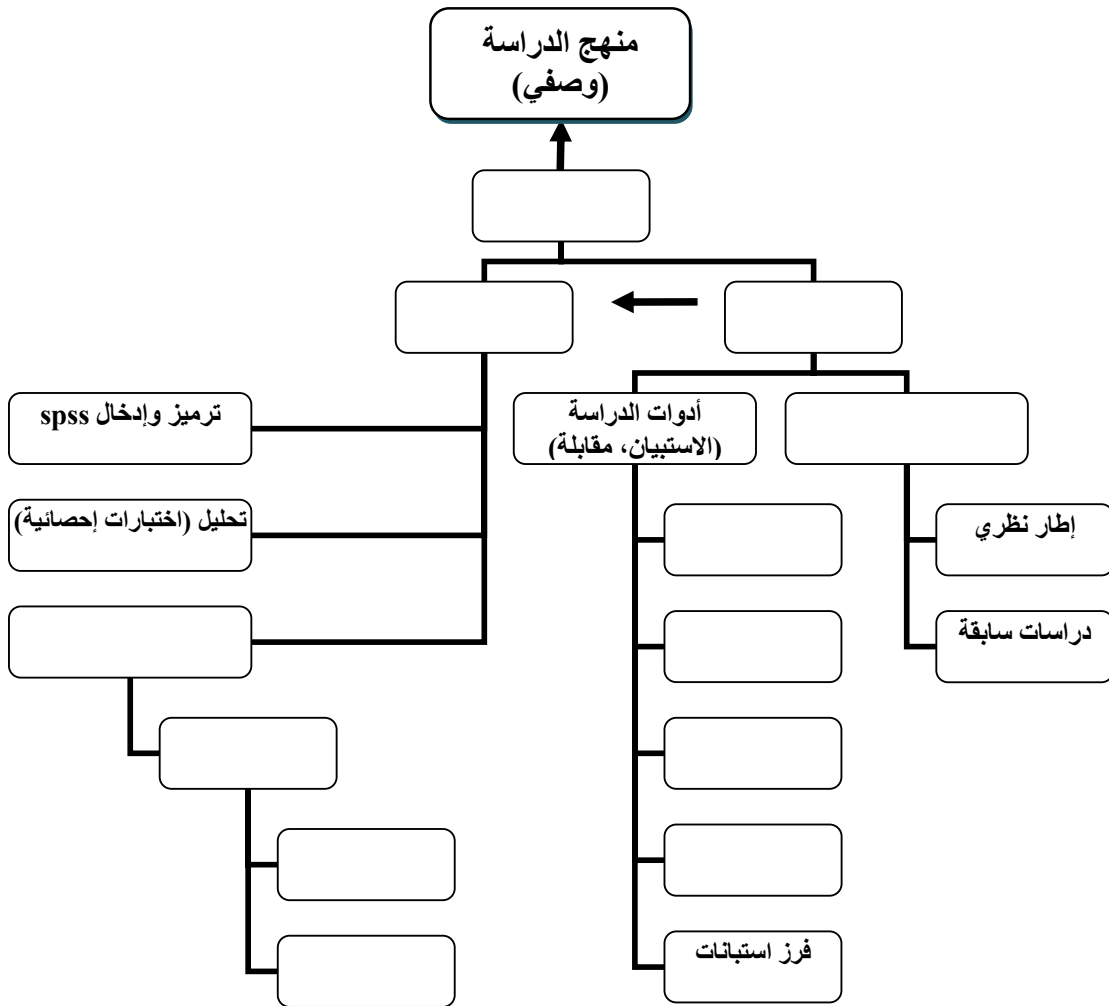 منهج الدراسة
(وصفي)
أدوات الدراسة
(الاستبيان، مقابلة)
ترميز وإدخال spss
إطار نظري
تحليل (اختبارات إحصائية)
دراسات سابقة
فرز استبانات